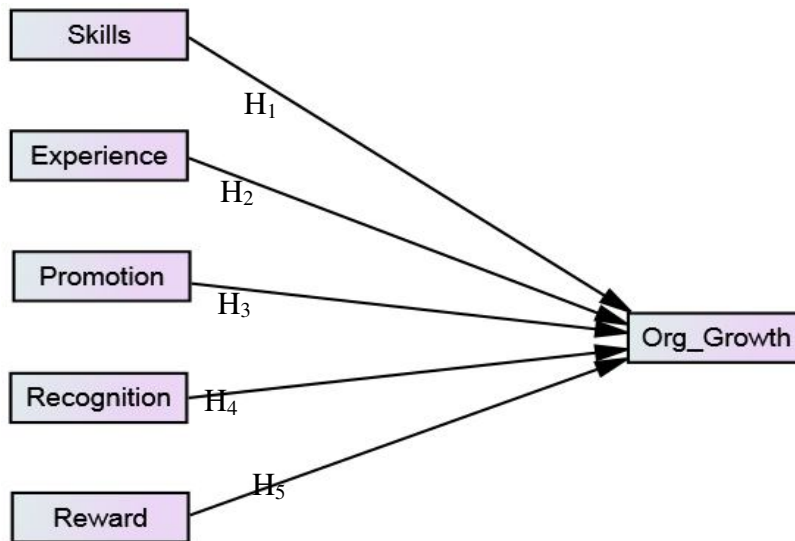 Skills
H₁
Experience
H₂
Promotion
H₃
Org_Growth
Recognition
H₄
H₅
Reward